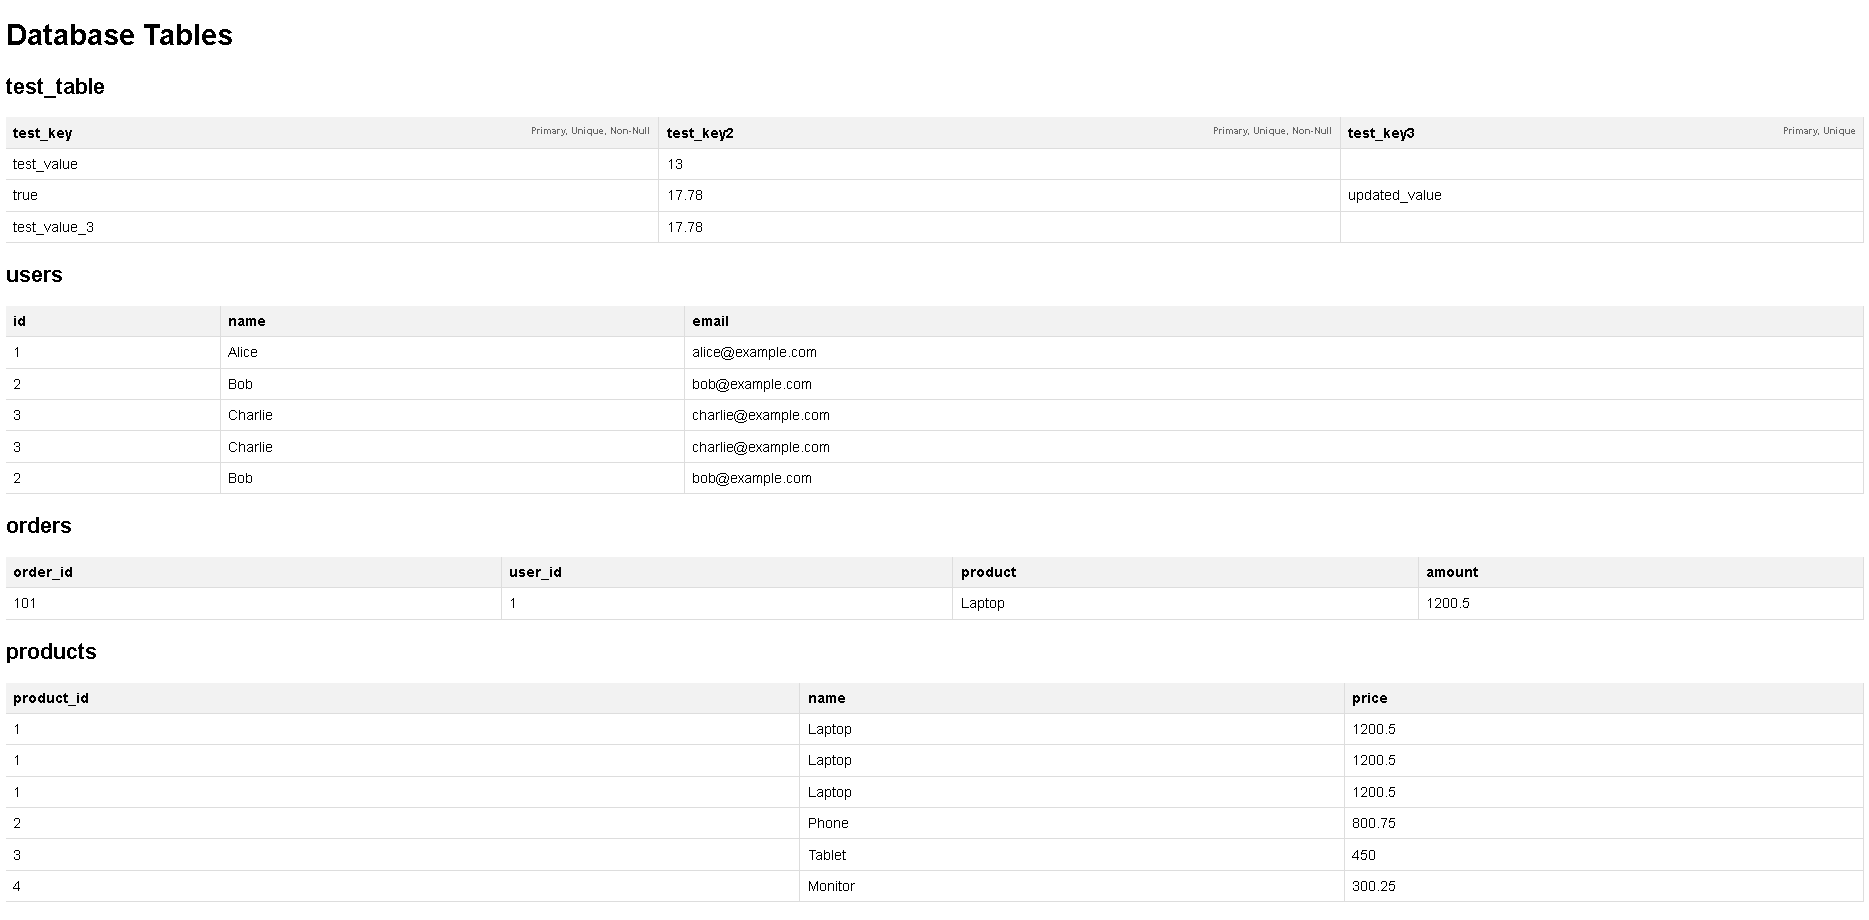 Database Tables
test_table
test_key Primary, Unique, Non-Null test_key2 Primary, Unique, Non-Null test_key3 Primary, Unique
test_value 13
true 17.78 updated_value
test_value_3 17.78
users
id name email
1 Alice alice@example.com
2 Bob bob@example.com
3 Charlie charlie@example.com
3 Charlie charlie@example.com
2 Bob bob@example.com
orders
order_id user_id product amount
101 1 Laptop 1200.5
products
product_id name price
1 Laptop 1200.5
1 Laptop 1200.5
1 Laptop 1200.5
2 Phone 800.75
3 Tablet 450
4 Monitor 300.25